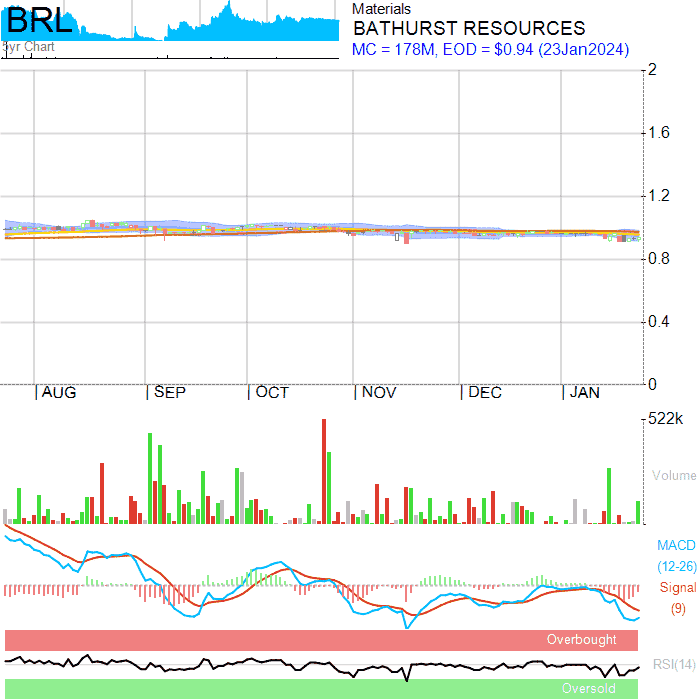 BRL
5yr Chart
Materials
BATHURST RESOURCES
MC = 178M, EOD = $0.94 (23Jan2024)
2
1.6
1.2
0.8
0.4
0
|AUG |SEP |OCT |NOV |DEC |JAN
522k
Volume
MACD
(12-26)
Signal
(9)
Overbought
RSI(14)
Oversold